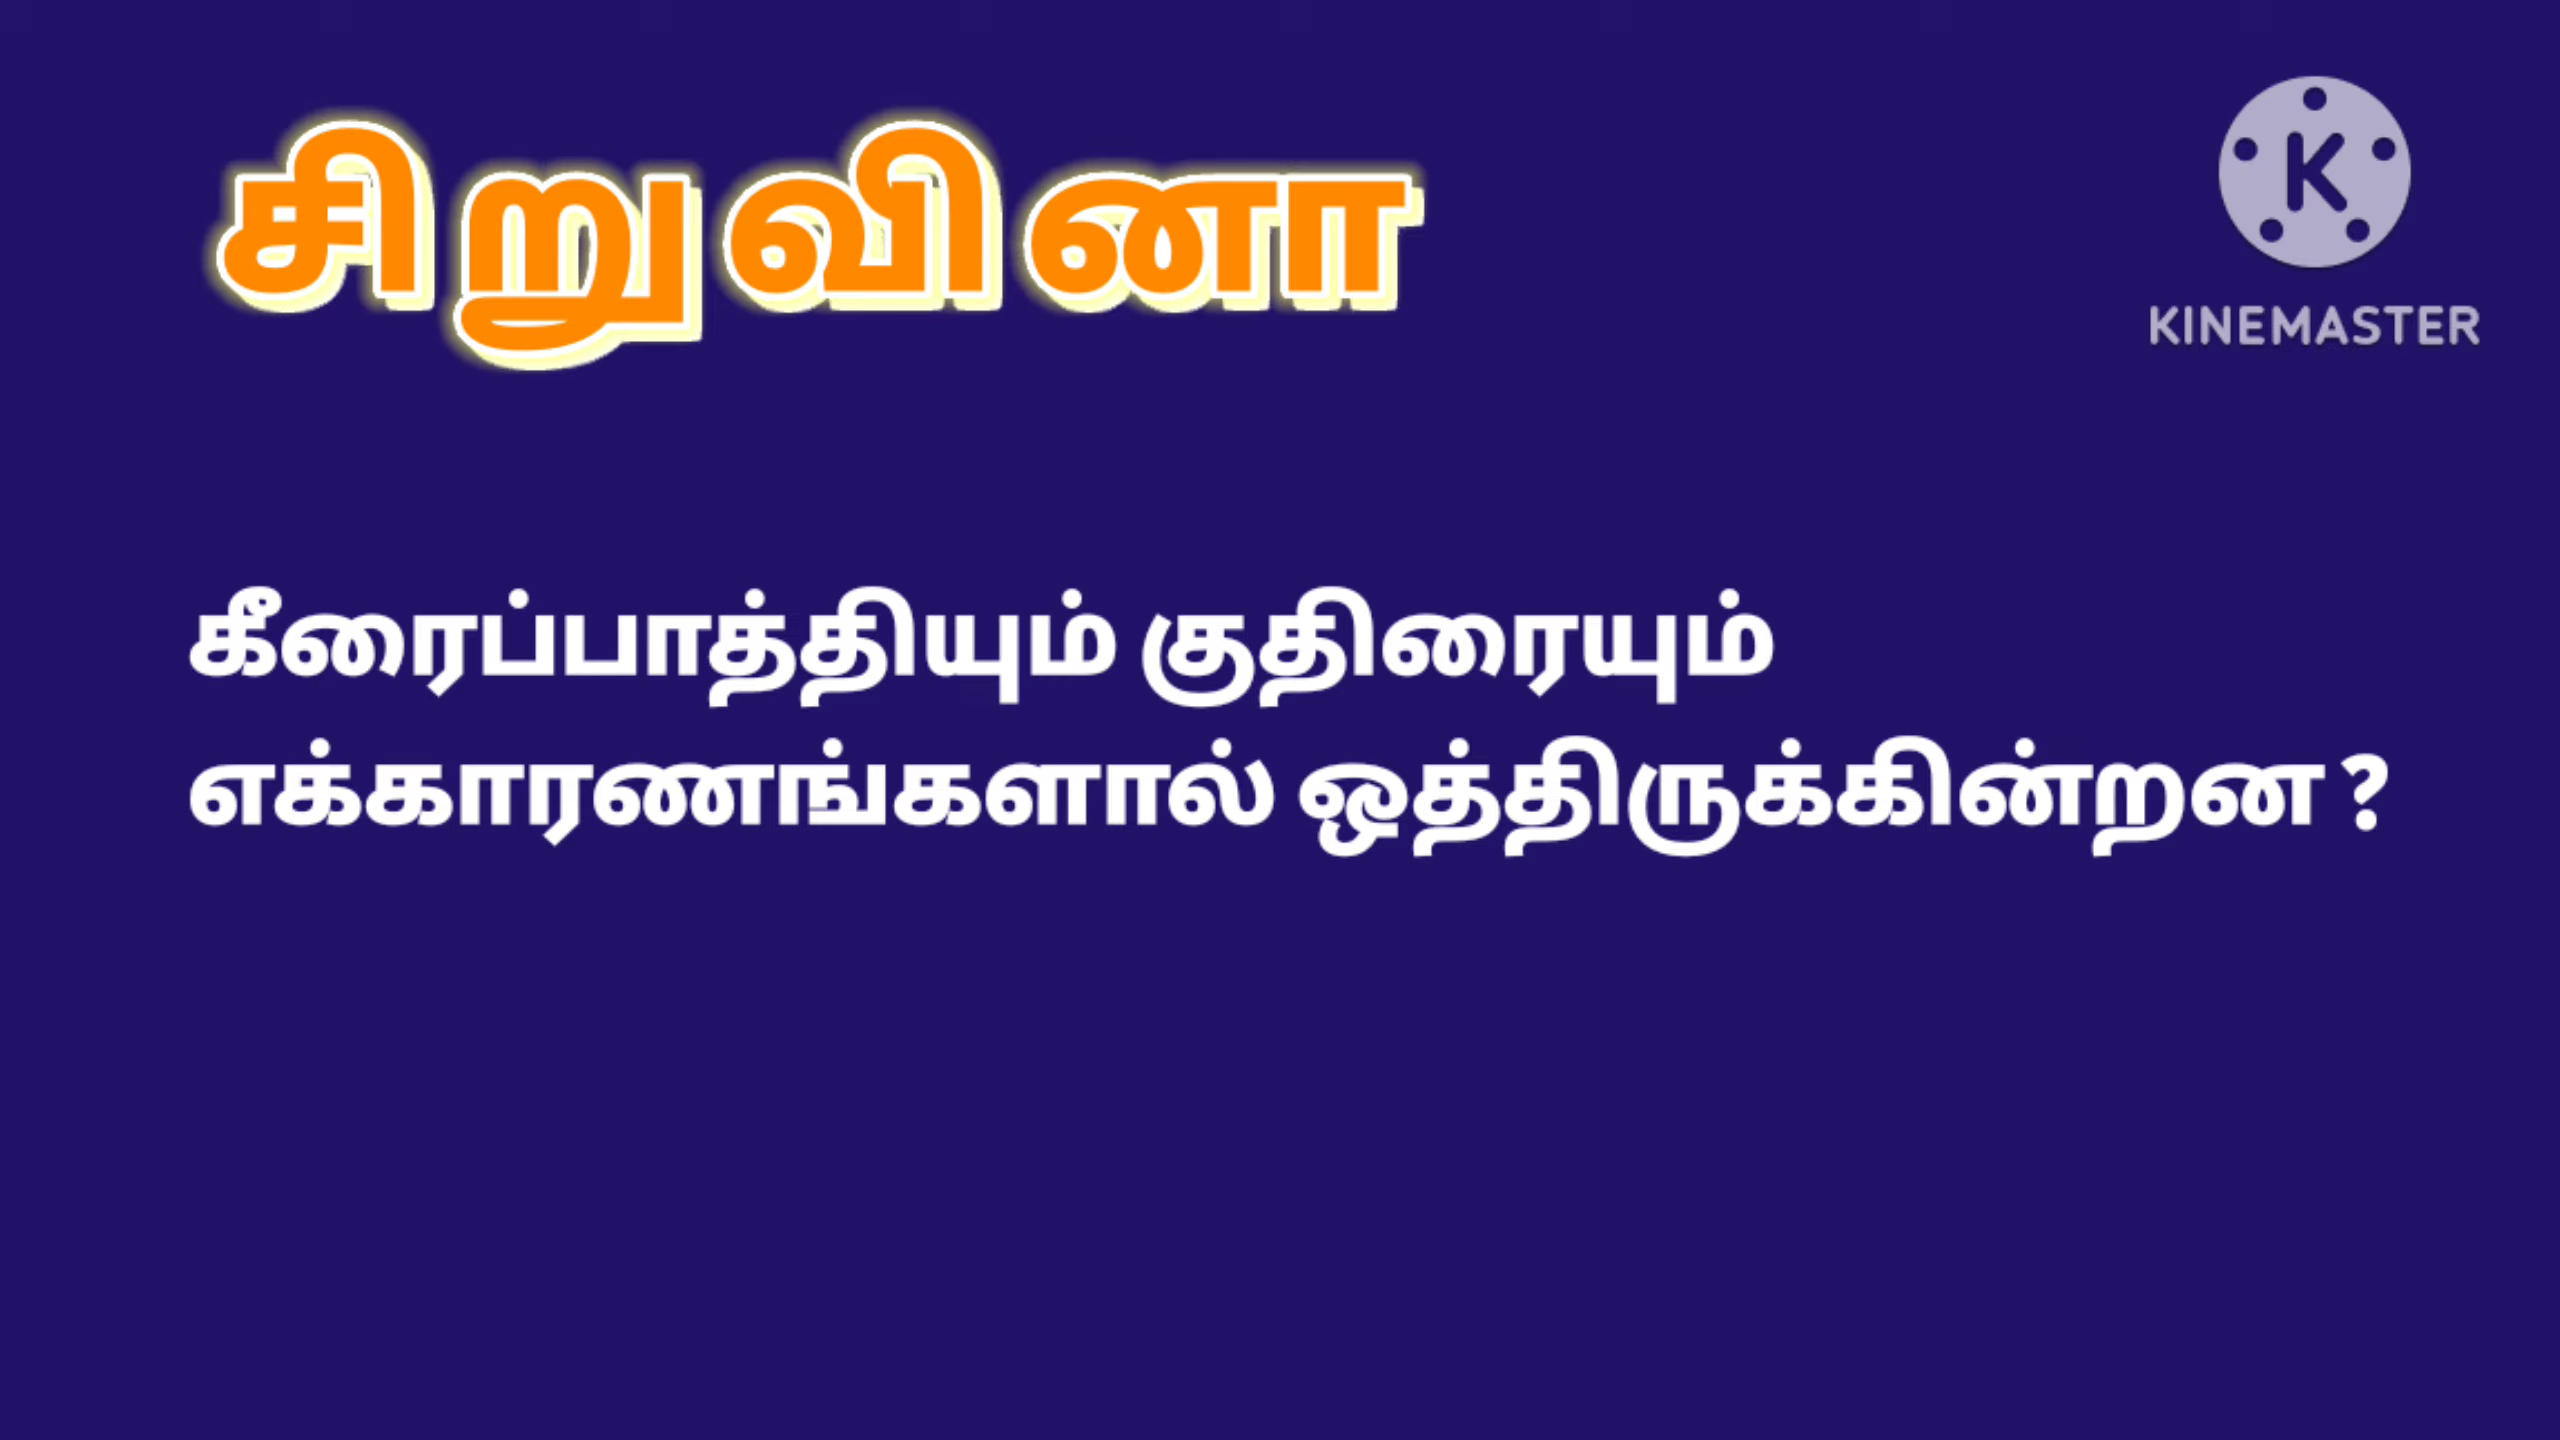 சிறுவினா
KINEMASTER
கீரைப்பாத்தியும் குதிரையும்
எக்காரணங்களால் ஒத்திருக்கின்றன ?